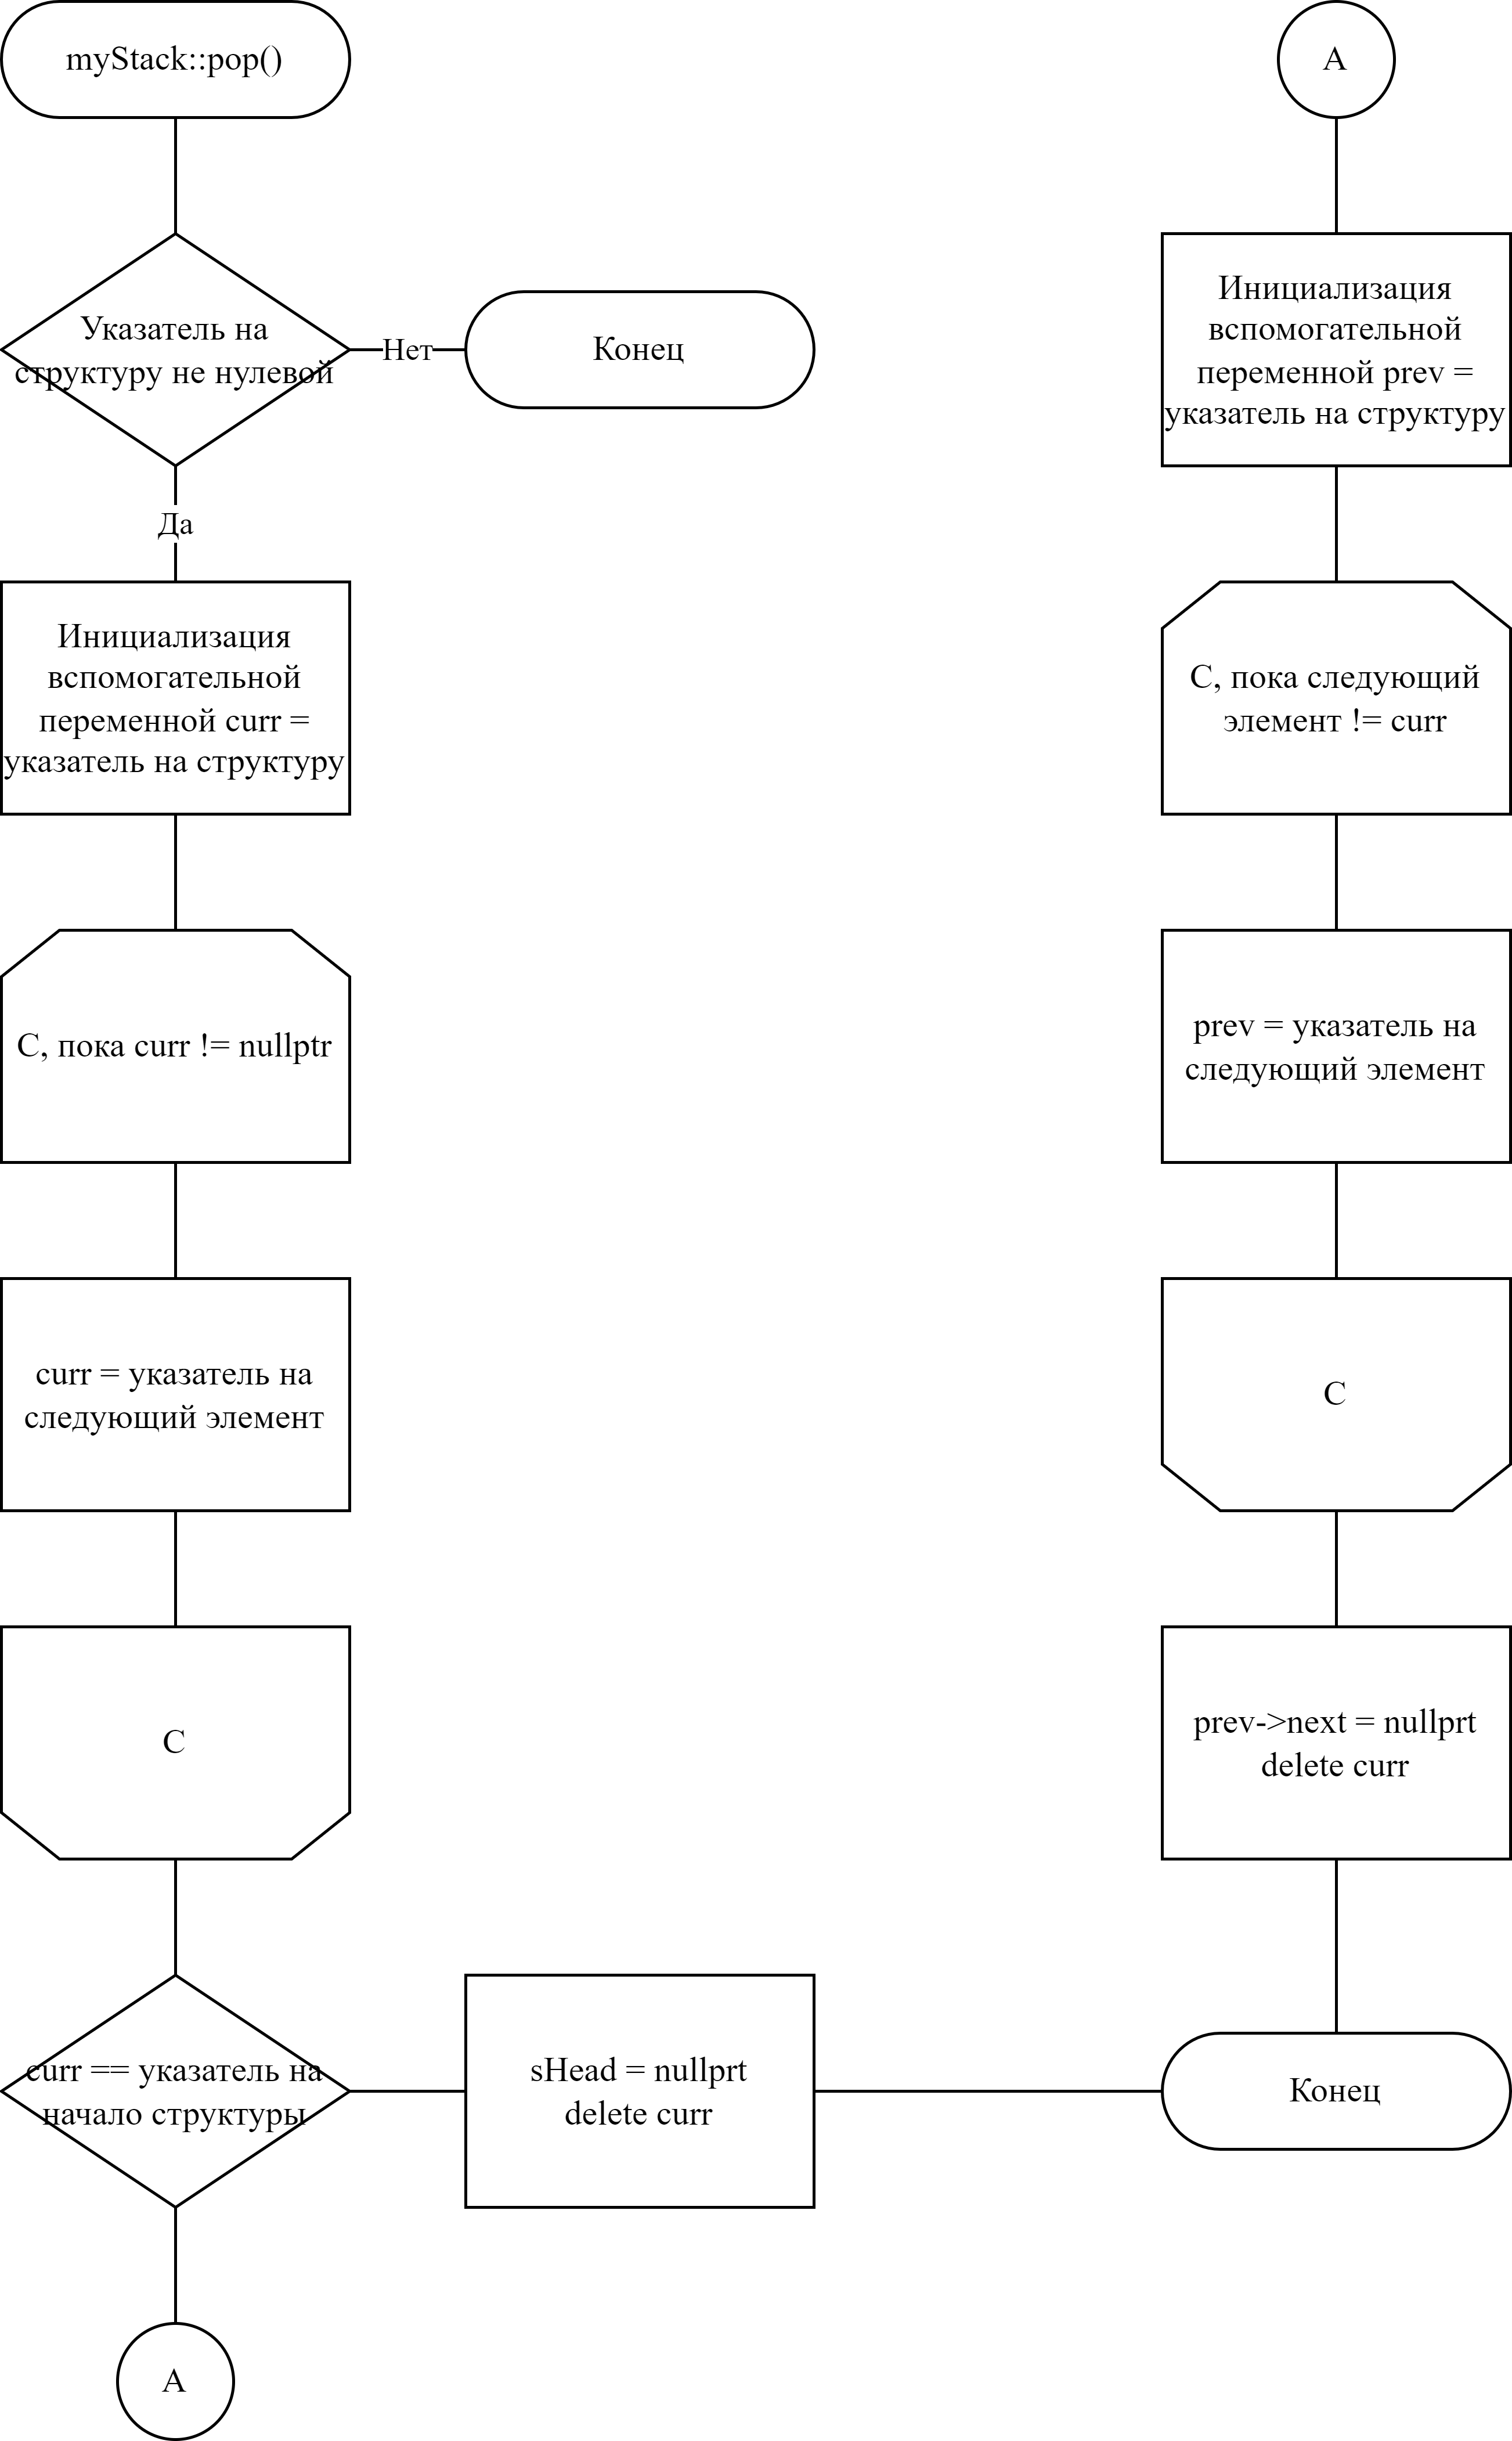 myStack::pop()
Указатель на
структуру не нулевой
Нет
Конец
Да
Инициализация
вспомогательной
переменной curr =
указатель на структуру
С, пока curr != nullptr
curr = указатель на
следующий элемент
С
curr == указатель на
начало структуры
sHead = nullprt
delete curr
А
А
Инициализация
вспомогательной
переменной prev =
указатель на структуру
С, пока следующий
элемент != curr
prev = указатель на
следующий элемент
С
prev->next = nullprt
delete curr
Конец